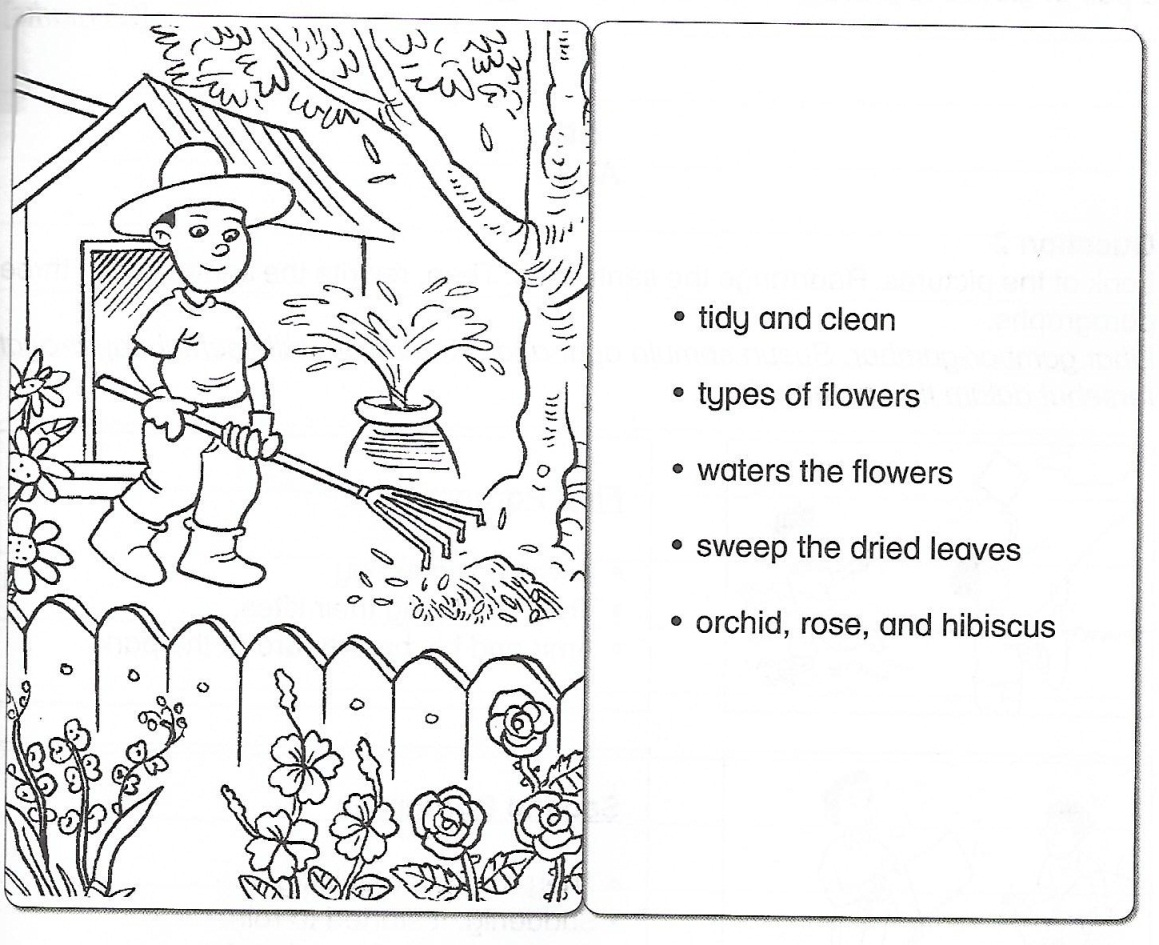 • tidy and clean
• types of flowers
• waters the flowers
• sweep the dried leaves
• orchid, rose, and hibiscus